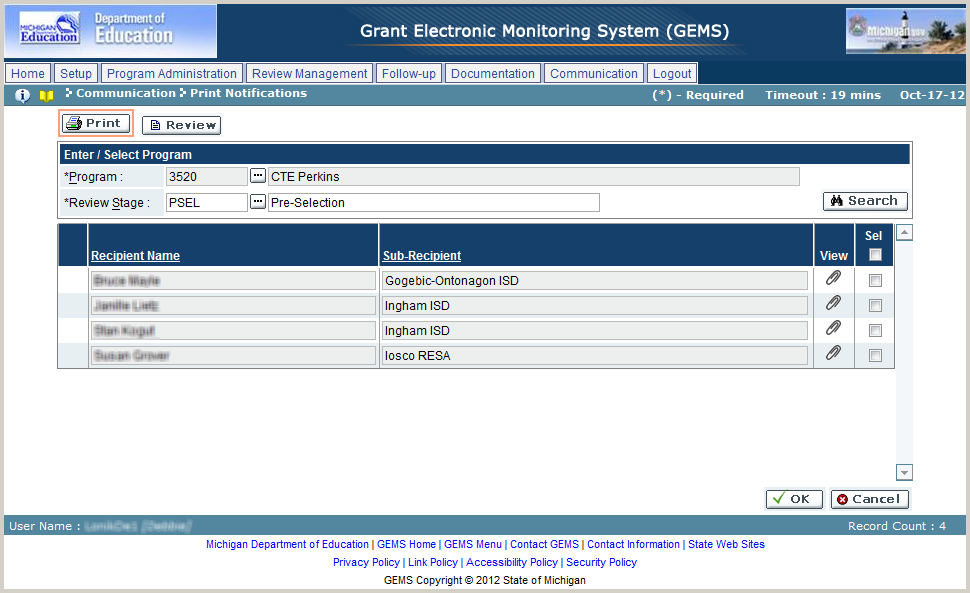 MICHIGAN Education
Department of Education
Grant Electronic Monitoring System (GEMS)
Michigan.gov
Home Setup Program Administration Review Management Follow-up Documentation Communication Logout
Communication Print Notifications (*) - Required Timeout : 19 mins Oct-17-12
Print Review
Enter / Select Program
*Program : 3520 ... CTE Perkins
*Review Stage : PSEL ... Pre-Selection Search
Recipient Name Sub-Recipient View Sel
Gogebic-Ontonagon ISD
Ingham ISD
Ingham ISD
Iosco RESA
OK Cancel
User Name : Record Count : 4
Michigan Department of Education | GEMS Home | GEMS Menu | Contact GEMS | Contact Information | State Web Sites
Privacy Policy | Link Policy | Accessibility Policy | Security Policy
GEMS Copyright © 2012 State of Michigan